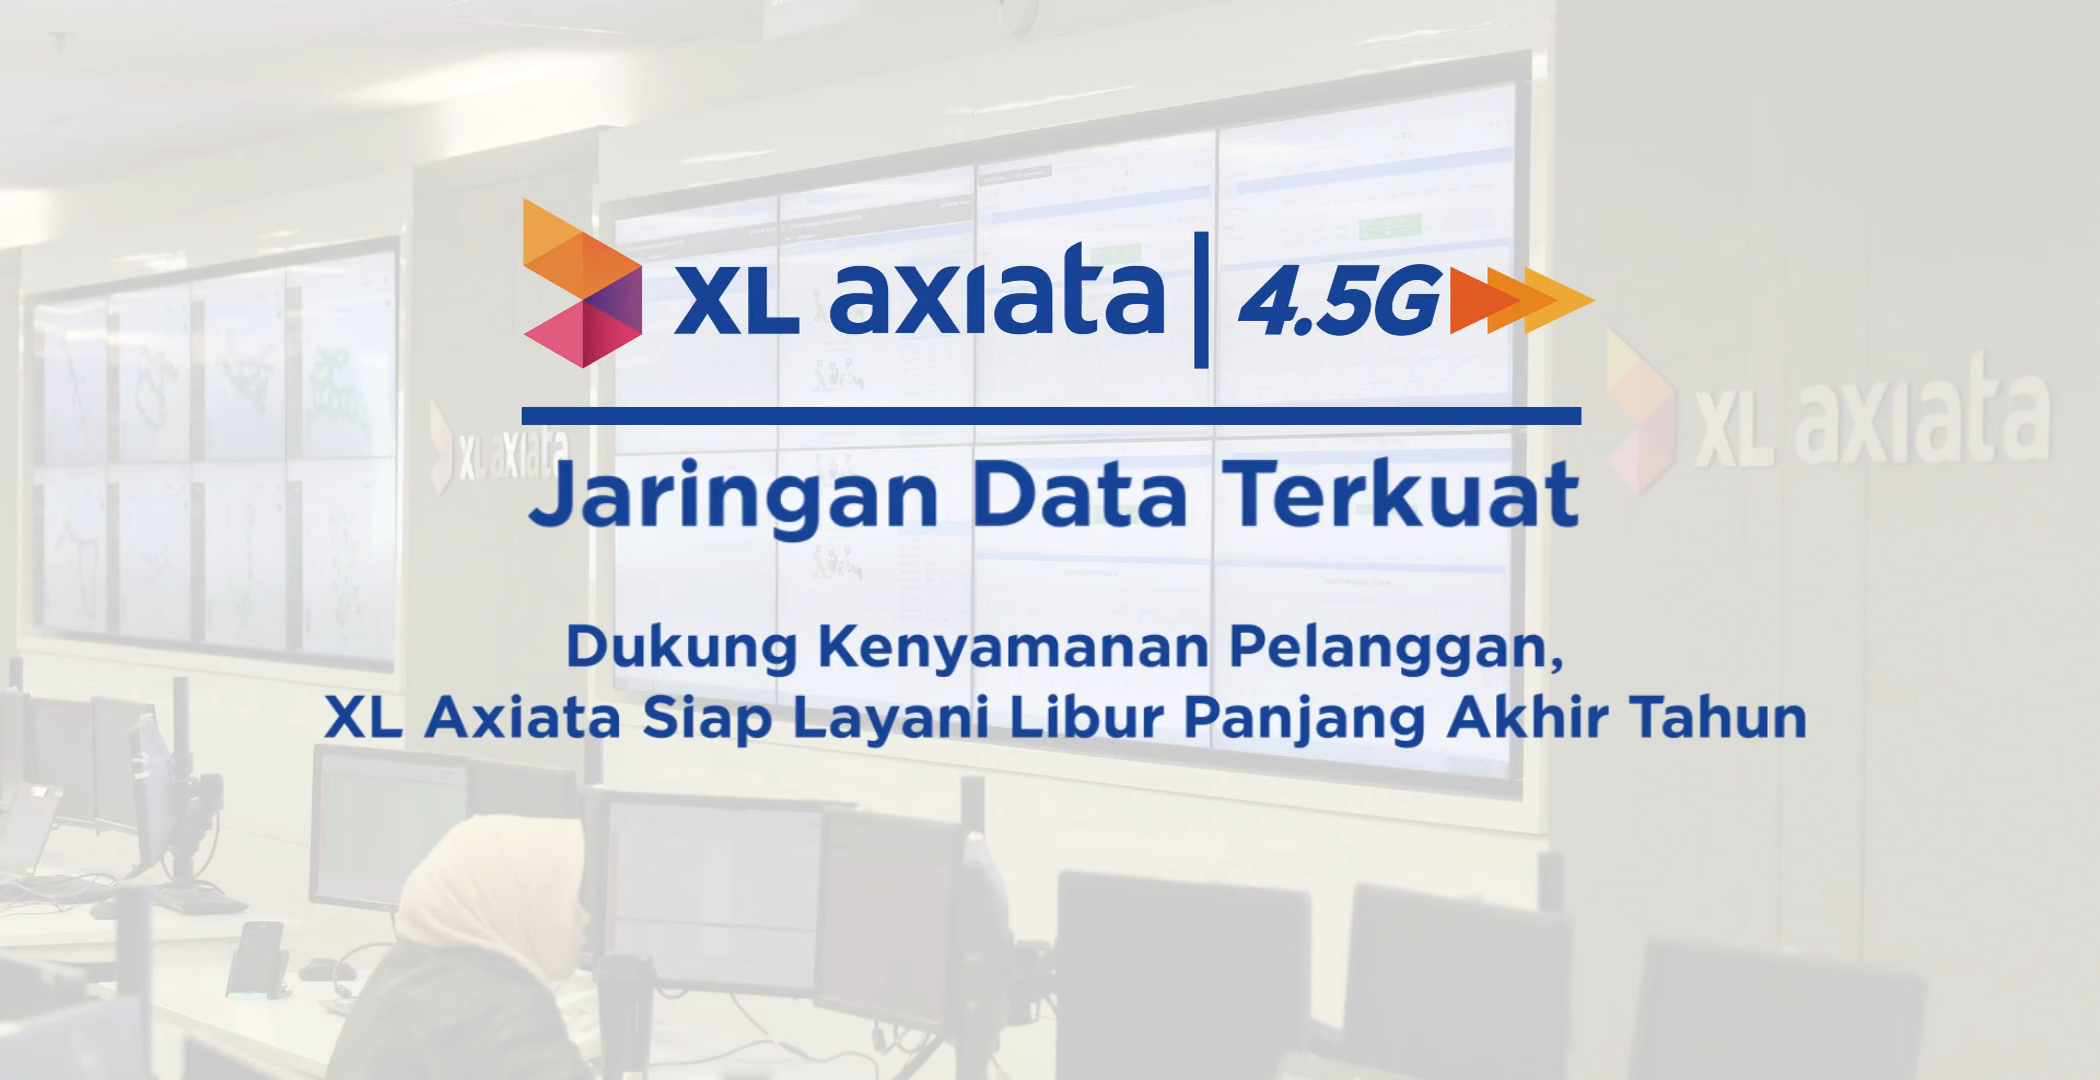 XL axiata | 4.5G
Jaringan Data Terkuat
XL axiata
XL axiata
Dukung Kenyamanan Pelanggan,
XL Axiata Siap Layani Libur Panjang Akhir Tahun